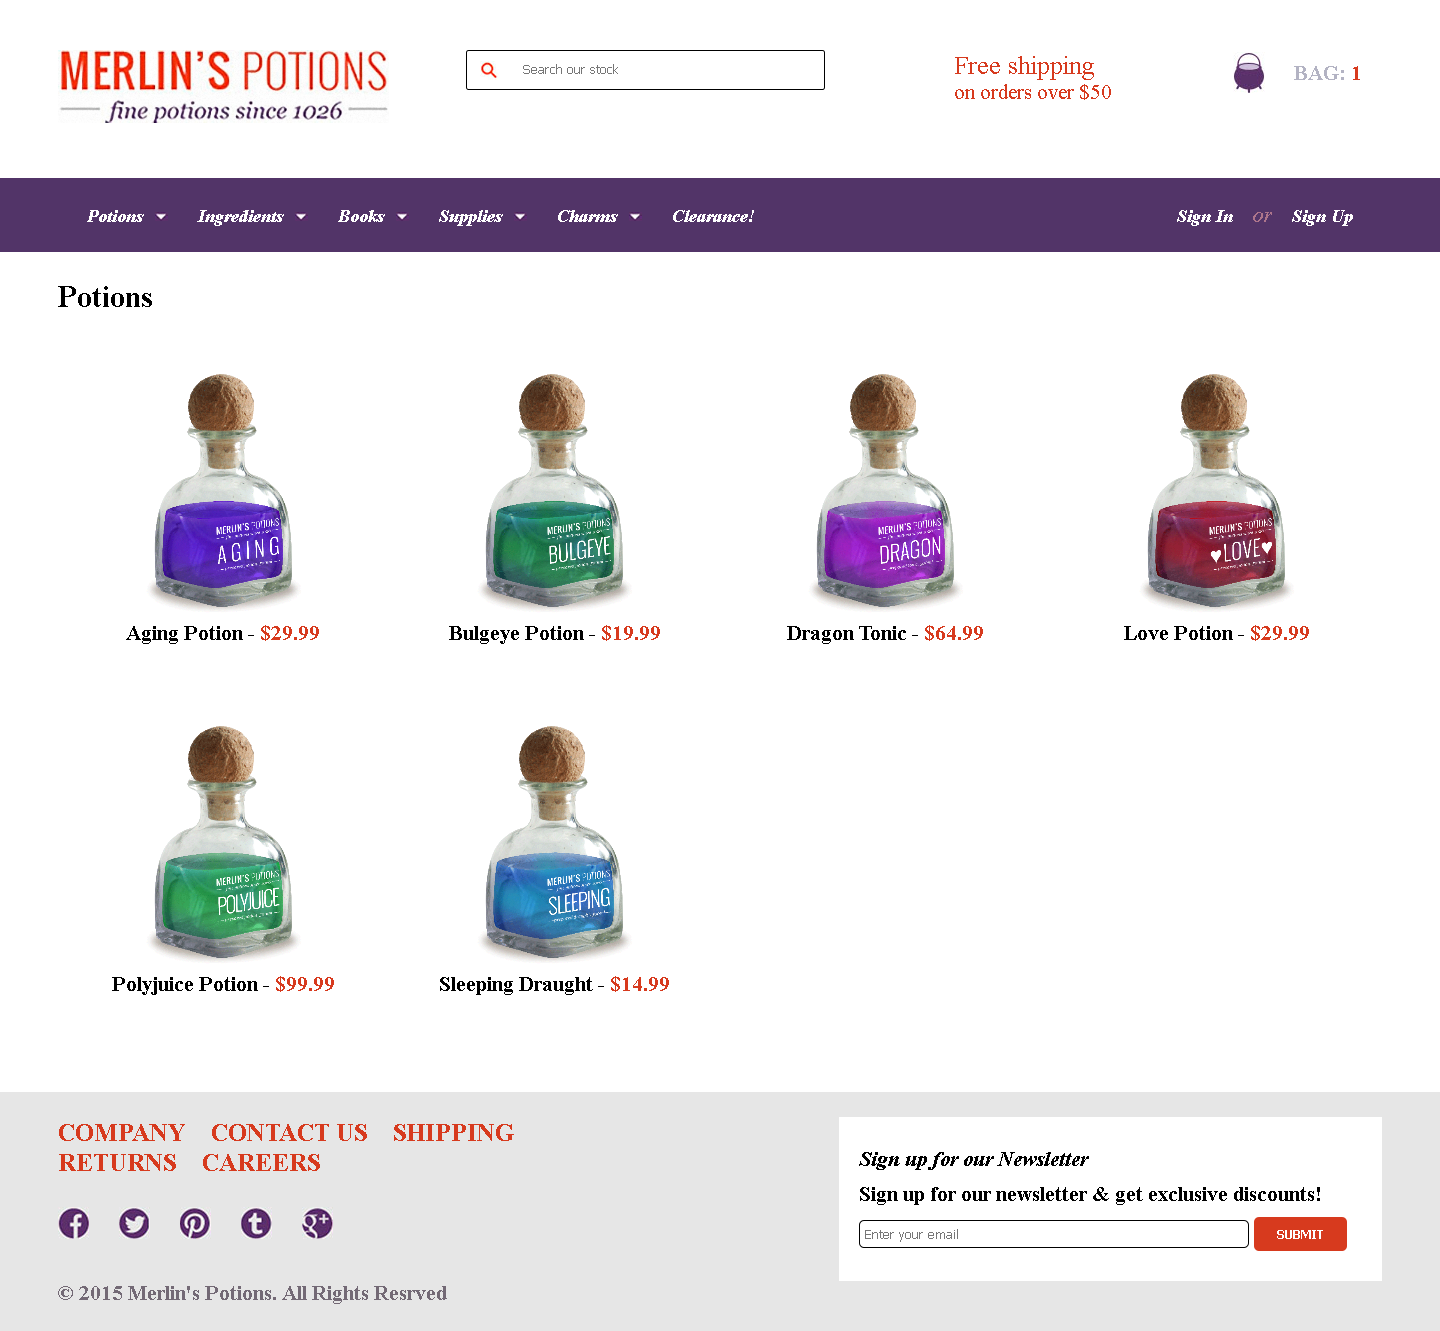 MERLIN'S POTIONS
fine potions since 1026
Search our stock
Free shipping
on orders over $50
BAG: 1
Potions Ingredients Books Supplies Charms Clearance! Sign In or Sign Up
Potions
MERLIN'S POTIONS
AGING
MERLIN'S POTIONS
BULGEYE
MERLIN'S POTIONS
DRAGON
MERLIN'S POTIONS
♥LOVE♥
Aging Potion - $29.99
Bulgeye Potion - $19.99
Dragon Tonic - $64.99
Love Potion - $29.99
MERLIN'S POTIONS
POLYJUICE
MERLIN'S POTIONS
SLEEPING
Polyjuice Potion - $99.99
Sleeping Draught - $14.99
COMPANY CONTACT US SHIPPING
RETURNS CAREERS
© 2015 Merlin's Potions. All Rights Resrved
Sign up for our Newsletter
Sign up for our newsletter & get exclusive discounts!
Enter your email
SUBMIT